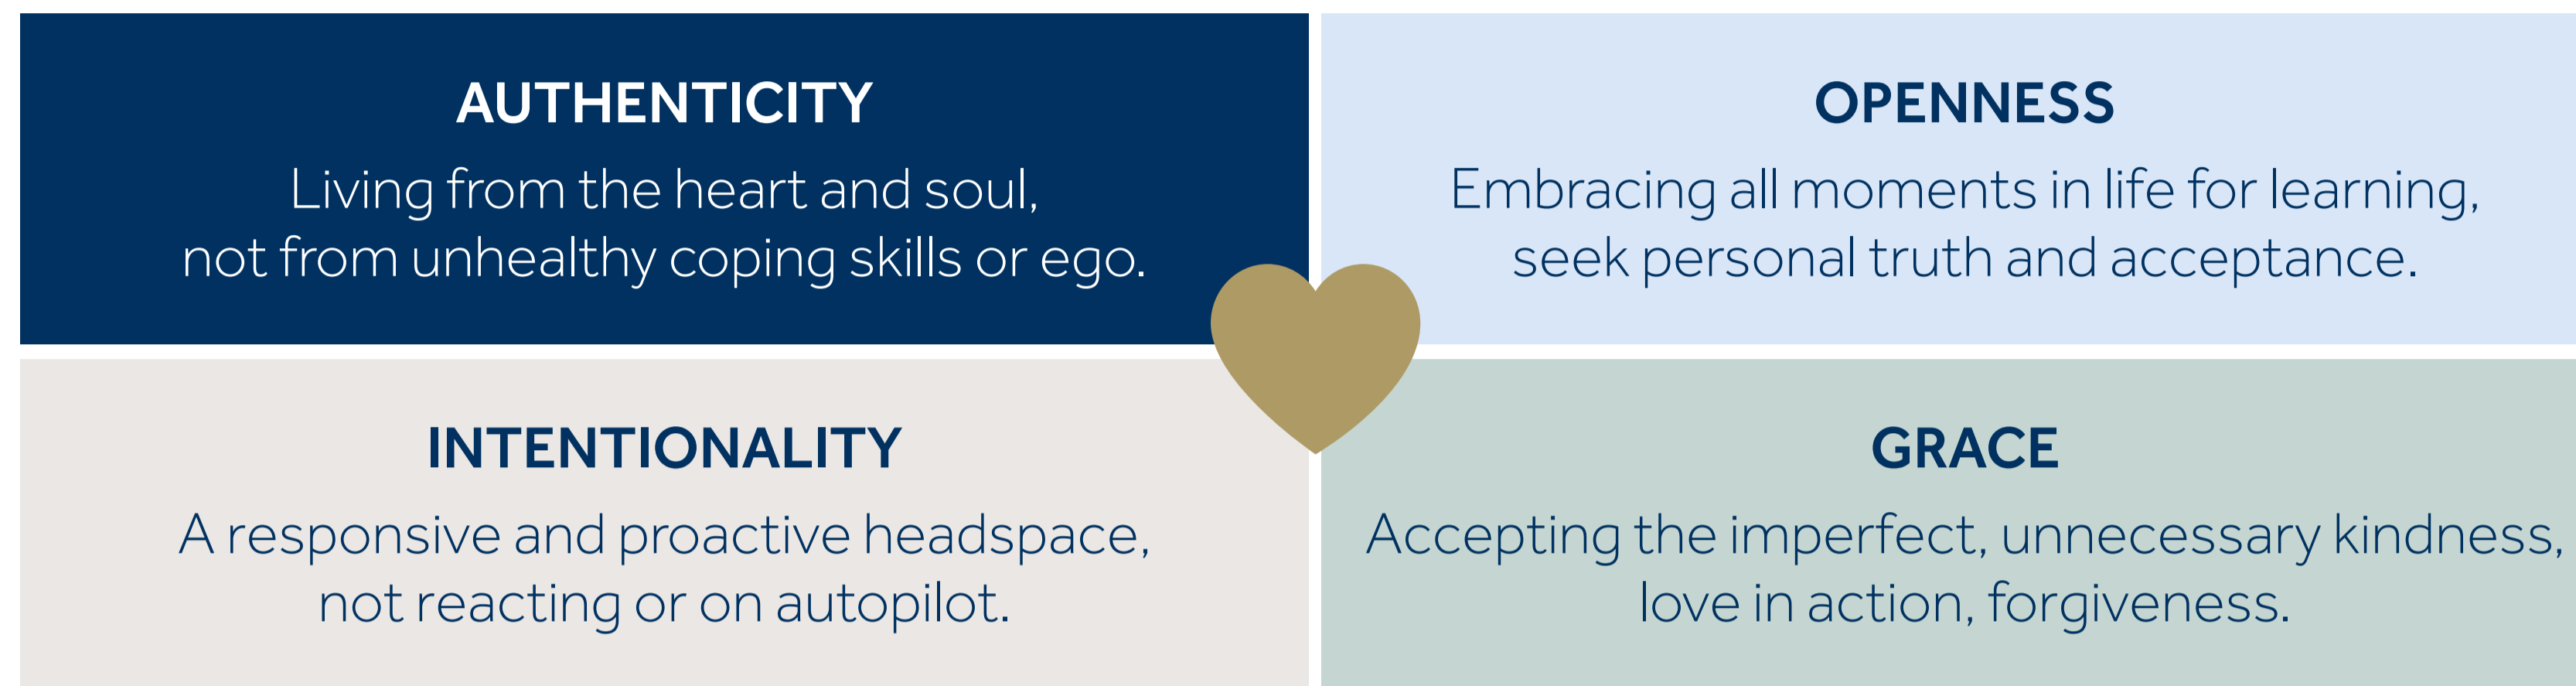 AUTHENTICITY
Living from the heart and soul,
not from unhealthy coping skills or ego.
OPENNESS
Embracing all moments in life for learning,
seek personal truth and acceptance.
INTENTIONALITY
A responsive and proactive headspace,
not reacting or on autopilot.
GRACE
Accepting the imperfect, unnecessary kindness,
love in action, forgiveness.